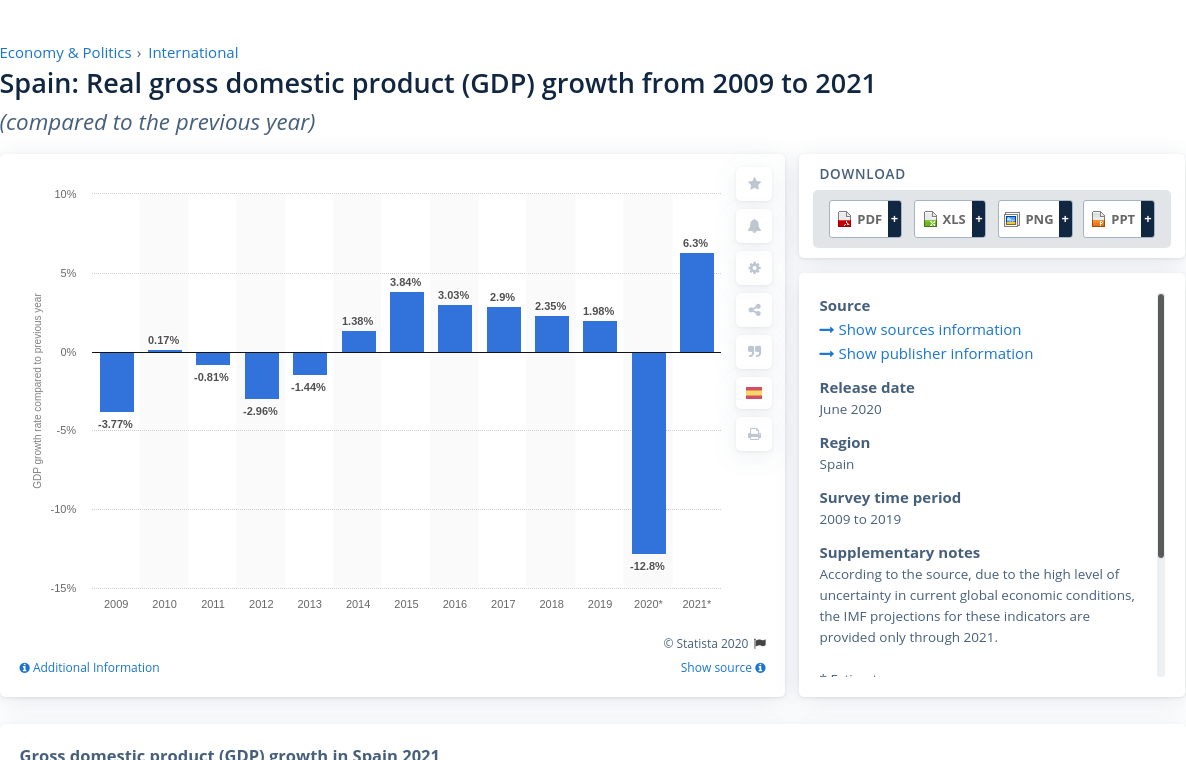 Economy & Politics › International
Spain: Real gross domestic product (GDP) growth from 2009 to 2021
(compared to the previous year)
GDP growth rate compared to previous year
10%
5%
0%
-5%
-10%
-15%
-3.77%
0.17%
-0.81%
-2.96%
-1.44%
1.38%
3.84%
3.03%
2.9%
2.35%
1.98%
-12.8%
6.3%
2009 2010 2011 2012 2013 2014 2015 2016 2017 2018 2019 2020* 2021*
© Statista 2020
Additional Information
Show source
DOWNLOAD
PDF + XLS + PNG + PPT +
Source
Show sources information
Show publisher information
Release date
June 2020
Region
Spain
Survey time period
2009 to 2019
Supplementary notes
According to the source, due to the high level of
uncertainty in current global economic conditions,
the IMF projections for these indicators are
provided only through 2021.
Gross domestic product (GDP) growth in Spain 2021